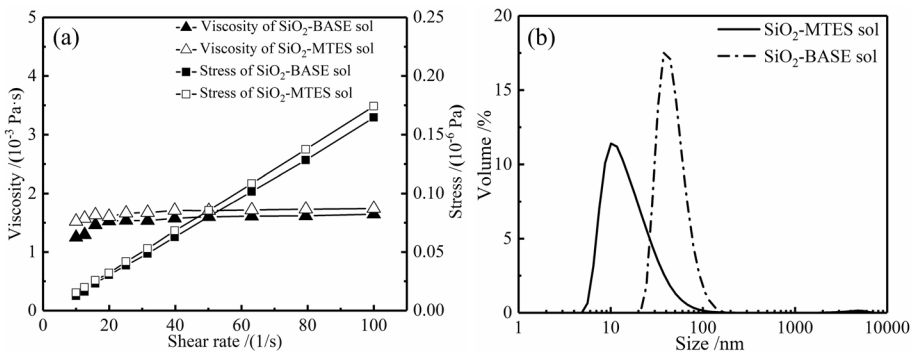 (a)
Viscosity of SiO₂-BASE sol
Viscosity of SiO₂-MTES sol
Stress of SiO₂-BASE sol
Stress of SiO₂-MTES sol
Viscosity /(10⁻³ Pa·s)
5
4
3
2
1
0
Stress /(10⁻⁶ Pa)
0.25
0.20
0.15
0.10
0.05
0.00
0 20 40 60 80 100
Shear rate /(1/s)
(b)
SiO₂-MTES sol
SiO₂-BASE sol
Volume /%
20
15
10
5
0
1 10 100 1000 10000
Size /nm